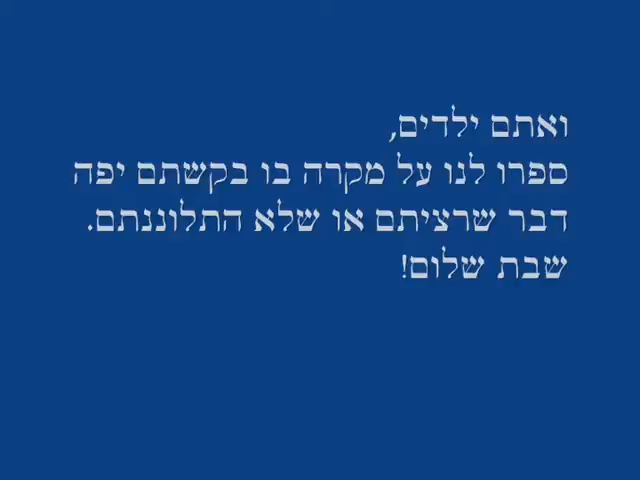 ואתם ילדים,
ספרו לנו על מקרה בו בקשתם יפה
דבר שרציתם או שלא התלוננתם.
שבת שלום!